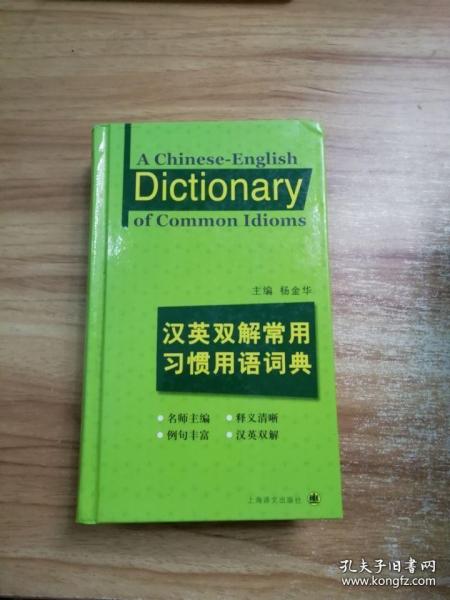 A Chinese-English
Dictionary
of Common Idioms
主编 杨金华
汉英双解常用
习惯用语词典
• 名师主编 • 释义清晰
• 例句丰富 • 汉英双解
上海译文出版社
孔夫子旧书网
www.kongfz.com